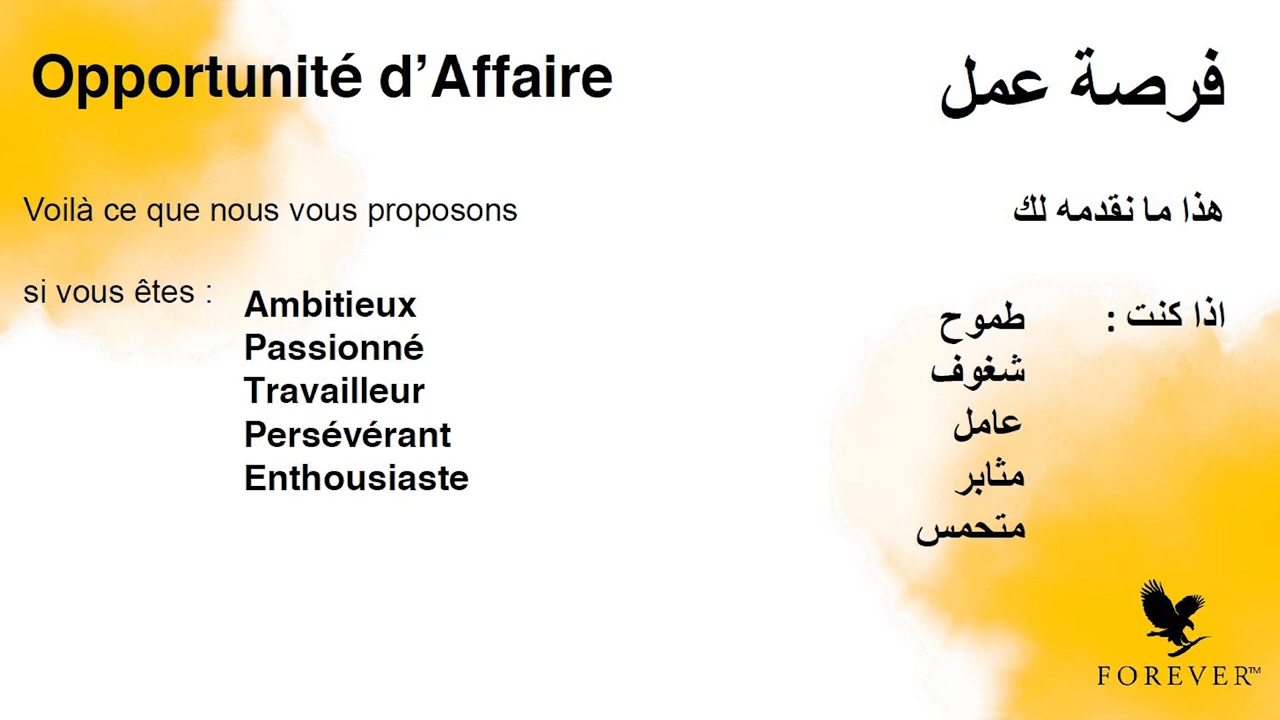 Opportunité d’Affaire
Voilà ce que nous vous proposons
si vous êtes :
Ambitieux
Passionné
Travailleur
Persévérant
Enthousiaste
فرصة عمل
هذا ما نقدمه لك
اذا كنت :
طموح
شغوف
عامل
مثابر
متحمس
FOREVER™